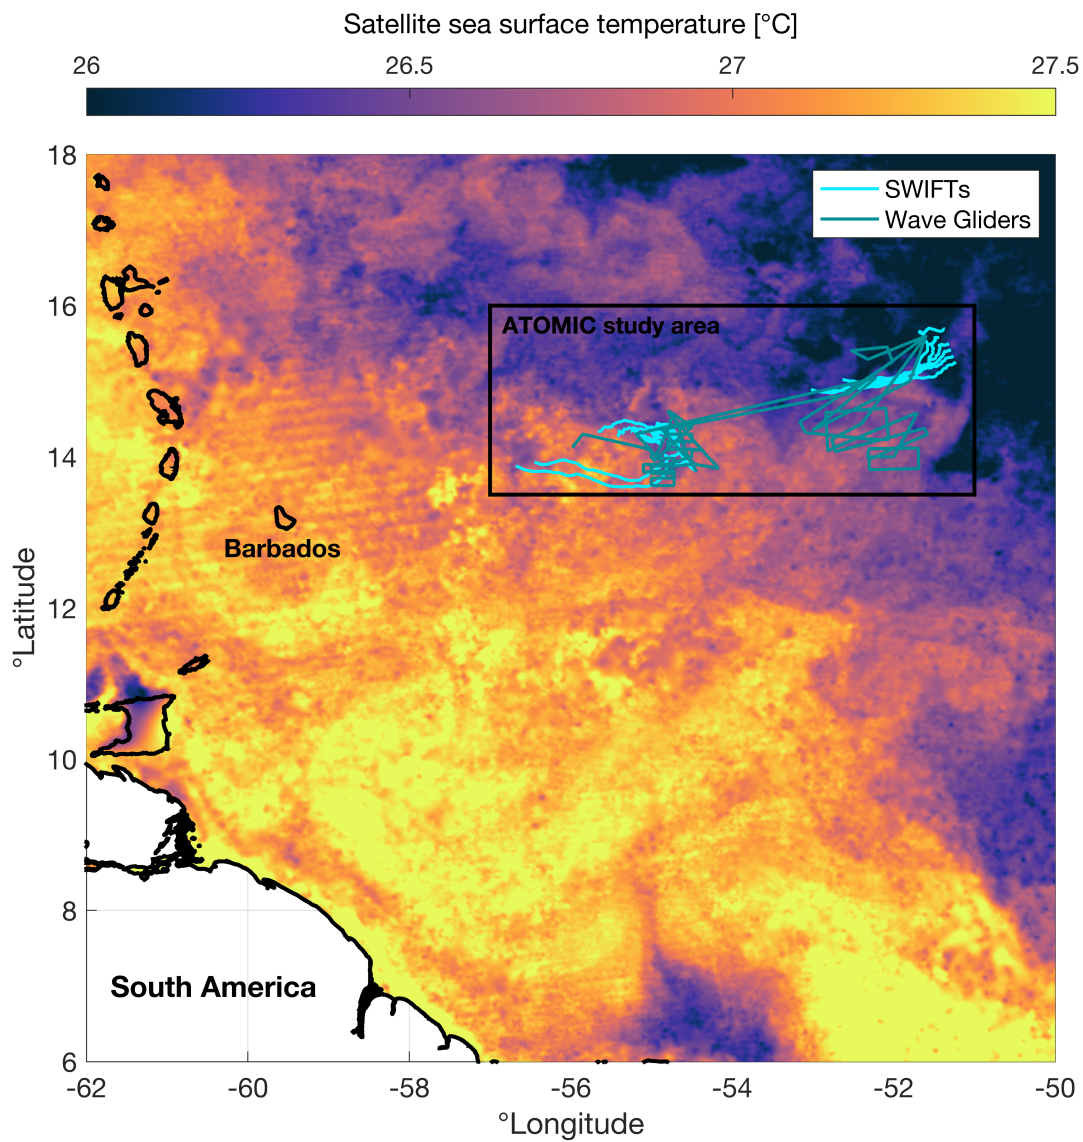 Satellite sea surface temperature [°C]
26 26.5 27 27.5
18
SWIFTs
Wave Gliders
16
ATOMIC study area
14
Barbados
°Latitude
12
10
8
South America
6
-62 -60 -58 -56 -54 -52 -50
°Longitude